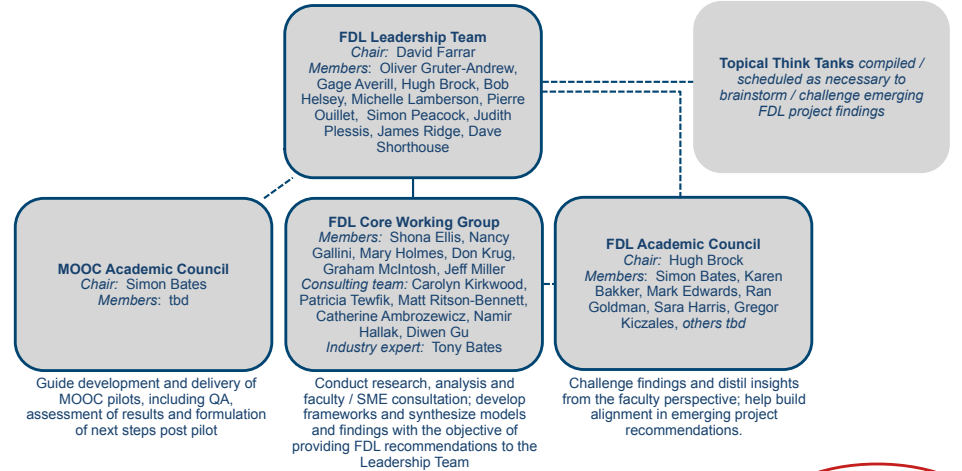 FDL Leadership Team
Chair: David Farrar
Members: Oliver Gruter-Andrew,
Gage Averill, Hugh Brock, Bob
Helsey, Michelle Lamberson, Pierre
Ouillet, Simon Peacock, Judith
Plessis, James Ridge, Dave
Shorthouse
Topical Think Tanks compiled /
scheduled as necessary to
brainstorm / challenge emerging
FDL project findings
MOOC Academic Council
Chair: Simon Bates
Members: tbd
FDL Core Working Group
Members: Shona Ellis, Nancy
Gallini, Mary Holmes, Don Krug,
Graham McIntosh, Jeff Miller
Consulting team: Carolyn Kirkwood,
Patricia Tewfik, Matt Ritson-Bennett,
Catherine Ambrozewicz, Namir
Hallak, Diwen Gu
Industry expert: Tony Bates
FDL Academic Council
Chair: Hugh Brock
Members: Simon Bates, Karen
Bakker, Mark Edwards, Ran
Goldman, Sara Harris, Gregor
Kiczales, others tbd
Guide development and delivery of
MOOC pilots, including QA,
assessment of results and formulation
of next steps post pilot
Conduct research, analysis and
faculty / SME consultation; develop
frameworks and synthesize models
and findings with the objective of
providing FDL recommendations to the
Leadership Team
Challenge findings and distil insights
from the faculty perspective; help build
alignment in emerging project
recommendations.